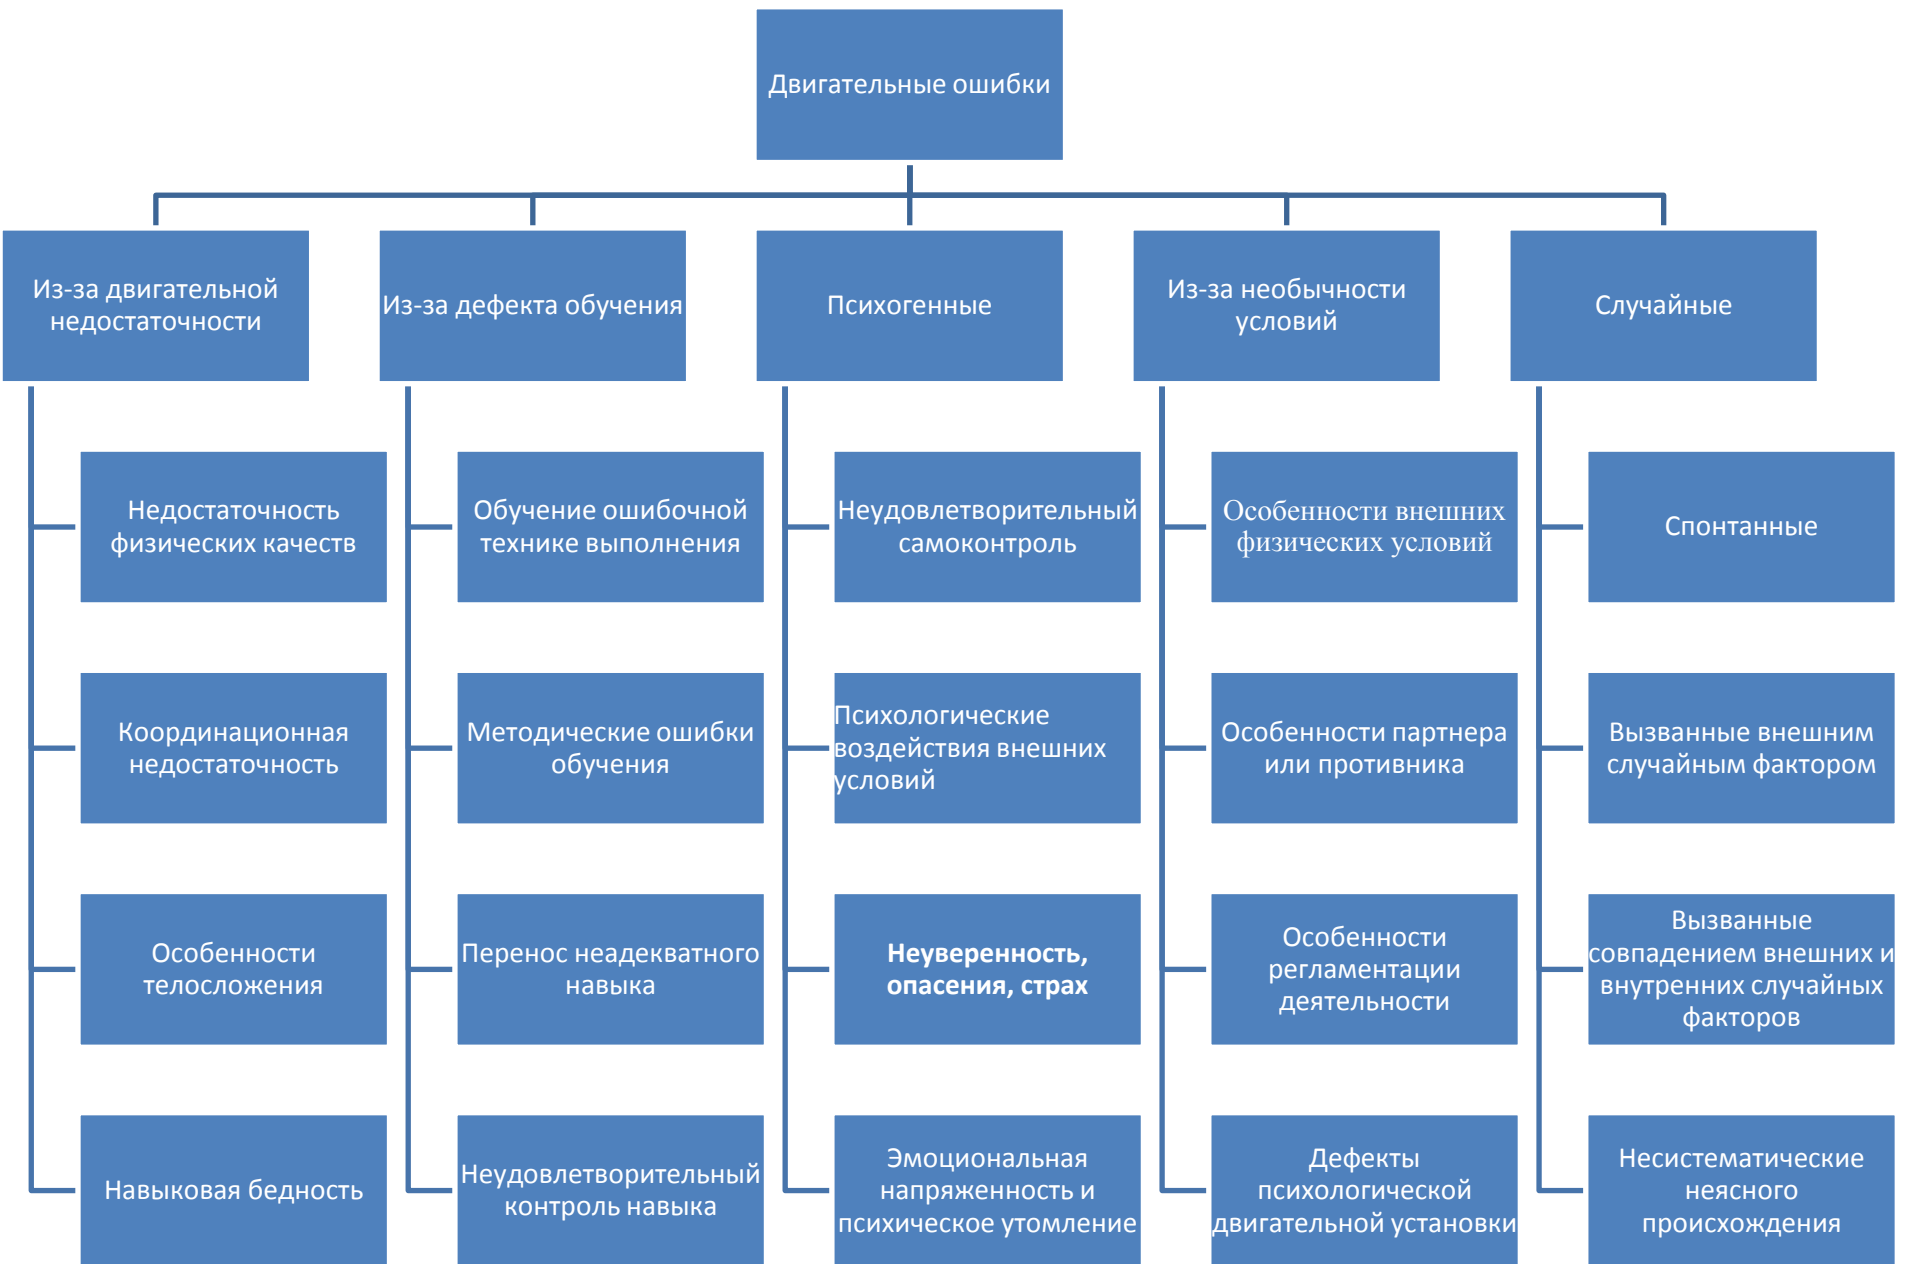 Двигательные ошибки
Из-за двигательной
недостаточности
Из-за дефекта обучения
Психогенные
Из-за необычности
условий
Случайные
Недостаточность
физических качеств
Обучение ошибочной
технике выполнения
Неудовлетворительный
самоконтроль
Особенности внешних
физических условий
Спонтанные
Координационная
недостаточность
Методические ошибки
обучения
Психологические
воздействия внешних
условий
Особенности партнера
или противника
Вызванные внешним
случайным фактором
Особенности
телосложения
Перенос неадекватного
навыка
Неуверенность,
опасения, страх
Особенности
регламентации
деятельности
Вызванные
совпадением внешних и
внутренних случайных
факторов
Навыковая бедность
Неудовлетворительный
контроль навыка
Эмоциональная
напряженность и
психическое утомление
Дефекты
психологической
двигательной установки
Несистематические
неясного
происхождения